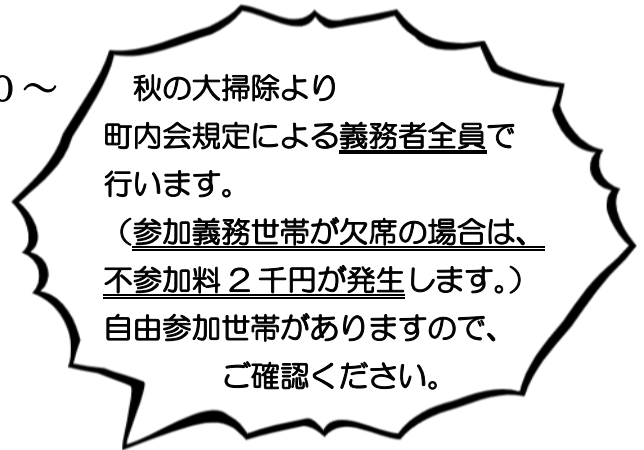 0～
秋の大掃除より
町内会規定による義務者全員で
行います。
（参加義務世帯が欠席の場合は、
不参加料２千円が発生します。）
自由参加世帯がありますので、
ご確認ください。